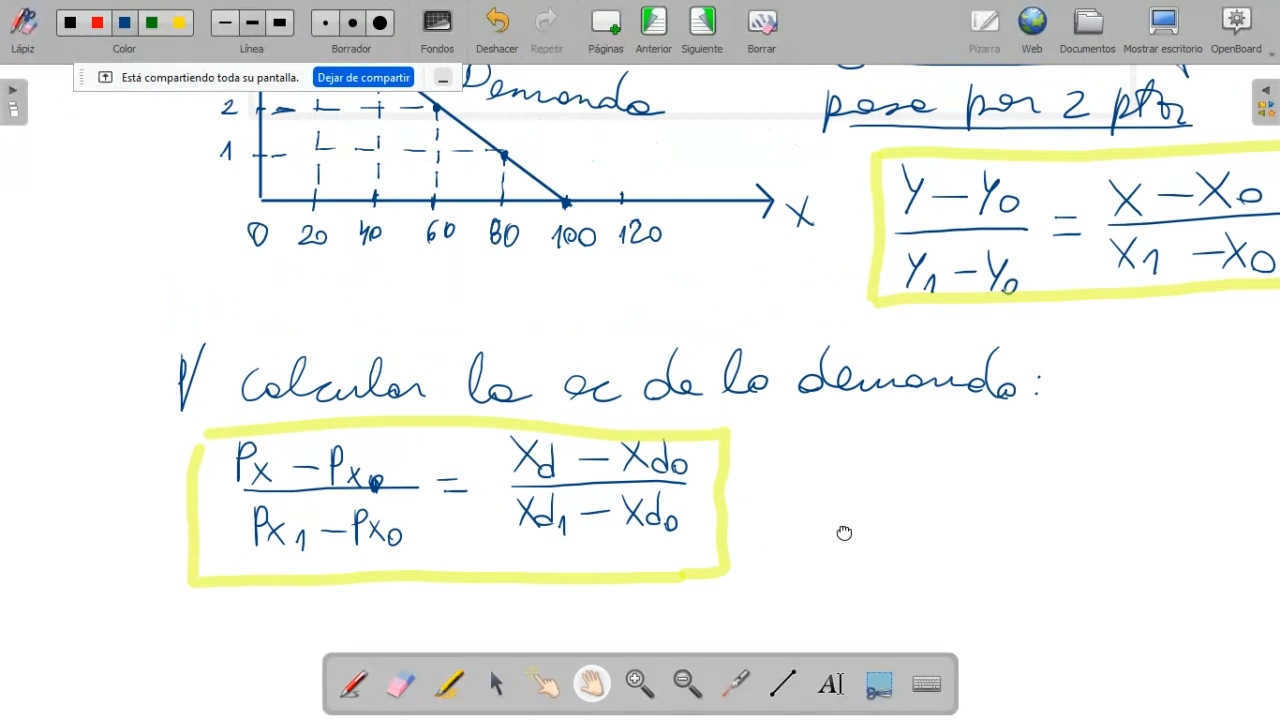 Lápiz Color Línea Borrador Fondos Deshacer Repetir Páginas Anterior Siguiente Borrar Pizarra Web Documentos Mostrar escritorio OpenBoard
Está compartiendo toda su pantalla. Dejar de compartir
Demanda
pase por 2 ptos
2
1
0 20 40 60 80 100 120 X
Y - Y0 / Y1 - Y0 = X - X0 / X1 - X0
P/ calcular la ec de la demanda:
Px - Px0 / Px1 - Px0 = Xd - Xd0 / Xd1 - Xd0